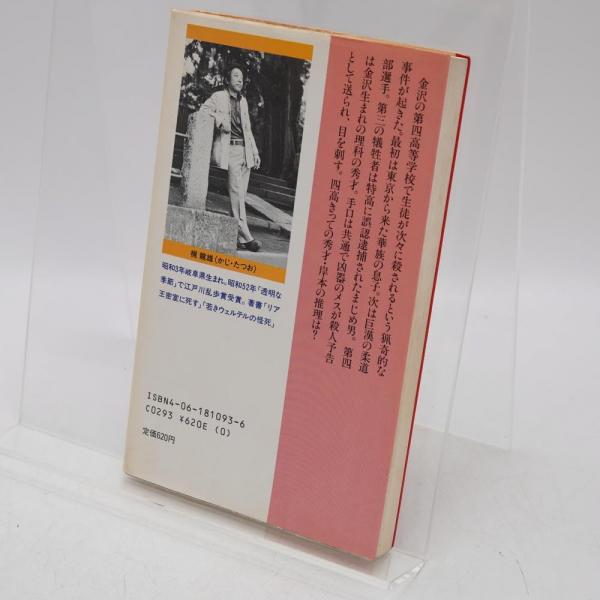 金沢の第四高等学校で生徒が次々に殺されるという猟奇的な
事件が起きた。最初は東京から来た華族の息子。次は巨漢の柔道
部選手。第三の犠牲者は特高に誤認逮捕されたまじめ男。第四
は金沢生まれの理科の秀才。手口は共通で凶器のメスが殺人予告
として送られ、目を刺す。四高きっての秀才・岸本の推理は?
梶 龍雄(かじ・たつお)
昭和3年岐阜県生まれ。昭和52年「透明な
季節」で江戸川乱歩賞受賞。著書「リア
王密室に死す」「若きウェルテルの怪死」
ISBN4-06-181093-6
C0293 ¥620E (0)
定価620円